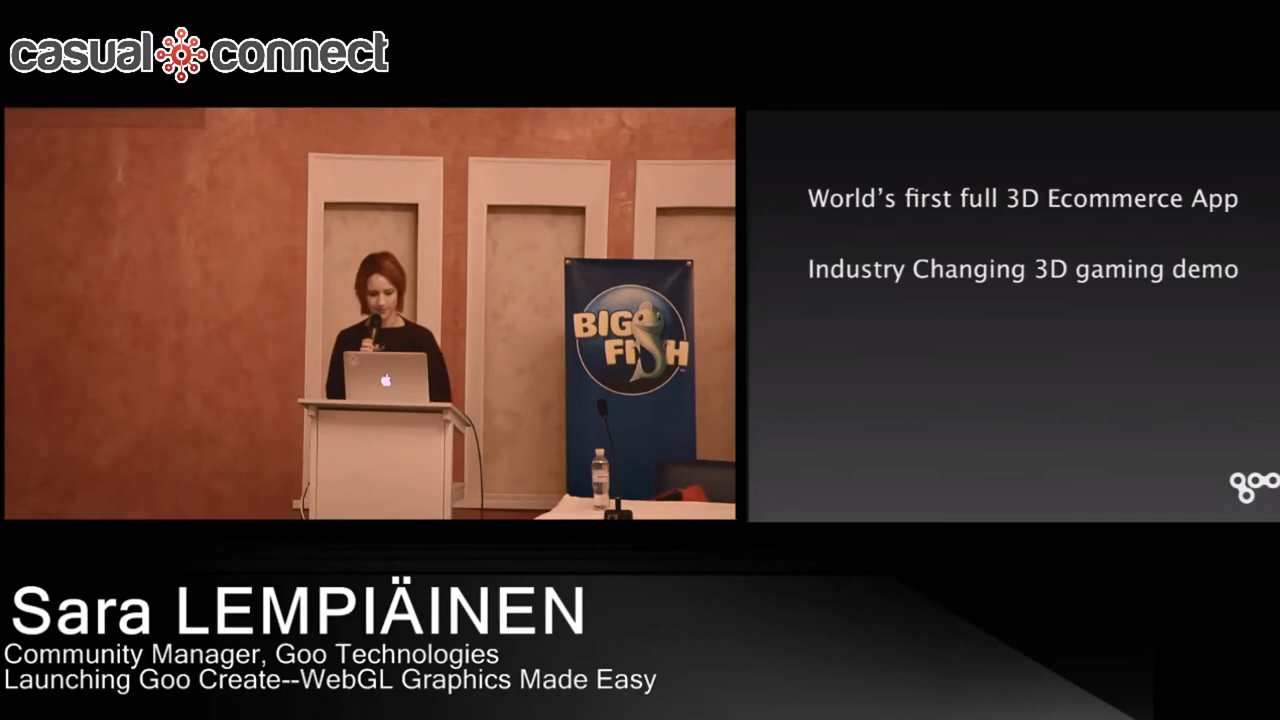 casual connect
World's first full 3D Ecommerce App
Industry Changing 3D gaming demo
BIG
FISH
goo
Sara LEMPIÄINEN
Community Manager, Goo Technologies
Launching Goo Create--WebGL Graphics Made Easy